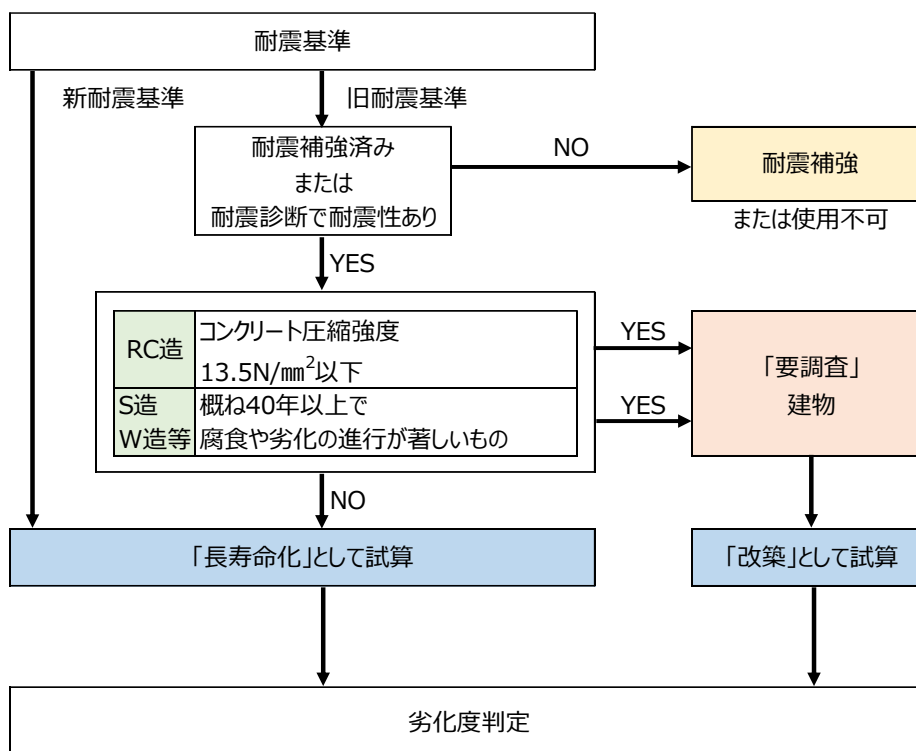 耐震基準
新耐震基準
旧耐震基準
耐震補強済み
または
耐震診断で耐震性あり
NO
耐震補強
または使用不可
YES
RC造
コンクリート圧縮強度
13.5N/㎟以下
S造
W造等
概ね40年以上で
腐食や劣化の進行が著しいもの
YES
YES
「要調査」
建物
NO
「長寿命化」として試算
「改築」として試算
劣化度判定